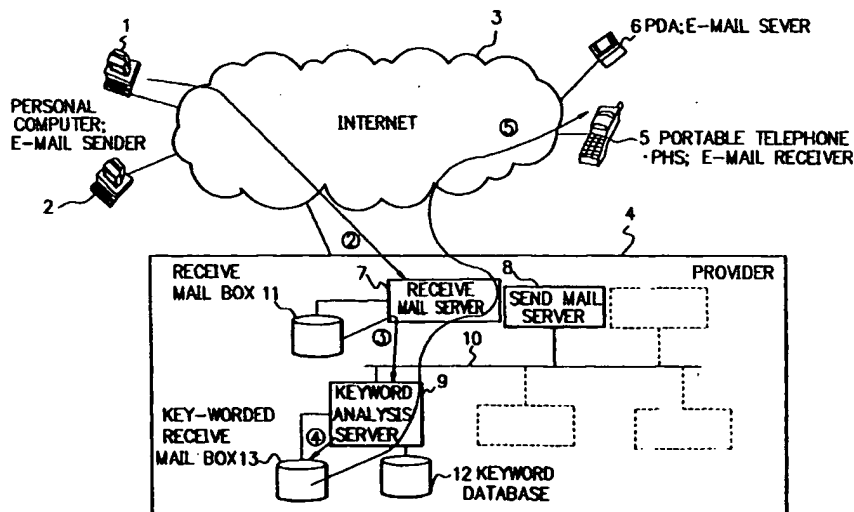 1
3
6 PDA;E-MAIL SEVER
PERSONAL
COMPUTER;
E-MAIL SENDER
INTERNET
⑤
5 PORTABLE TELEPHONE
·PHS; E-MAIL RECEIVER
2
②
4
RECEIVE
MAIL BOX 11
7
RECEIVE
MAIL SERVER
8
SEND MAIL
SERVER
PROVIDER
③
10
9
KEYWORD
ANALYSIS
SERVER
KEY-WORDED
RECEIVE
MAIL BOX 13
④
12 KEYWORD
DATABASE